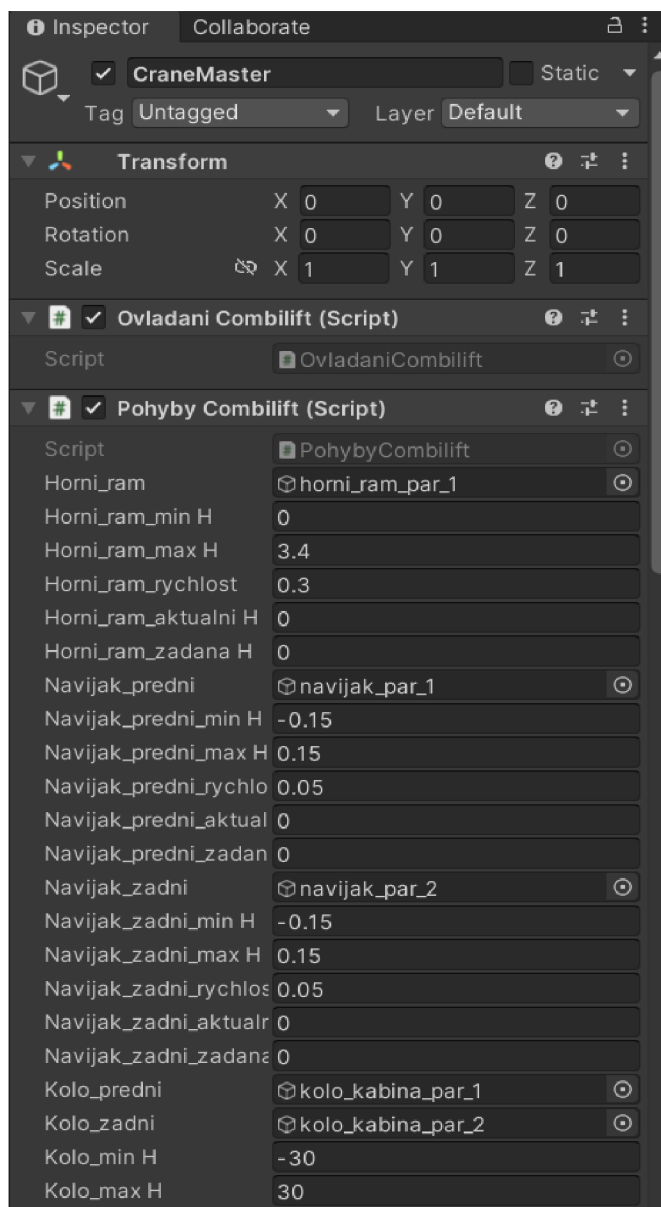 Inspector Collaborate
CraneMaster Static
Tag Untagged Layer Default
Transform
Position X 0 Y 0 Z 0
Rotation X 0 Y 0 Z 0
Scale X 1 Y 1 Z 1
# Ovladani Combilift (Script)
Script # OvladaniCombilift
# Pohyby Combilift (Script)
Script # PohybyCombilift
Horni_ram horni_ram_par_1
Horni_ram_min H 0
Horni_ram_max H 3.4
Horni_ram_rychlost 0.3
Horni_ram_aktualni H 0
Horni_ram_zadana H 0
Navijak_predni navijak_par_1
Navijak_predni_min H -0.15
Navijak_predni_max H 0.15
Navijak_predni_rychlo 0.05
Navijak_predni_aktual 0
Navijak_predni_zadan 0
Navijak_zadni navijak_par_2
Navijak_zadni_min H -0.15
Navijak_zadni_max H 0.15
Navijak_zadni_rychlos 0.05
Navijak_zadni_aktualr 0
Navijak_zadni_zadana 0
Kolo_predni kolo_kabina_par_1
Kolo_zadni kolo_kabina_par_2
Kolo_min H -30
Kolo_max H 30